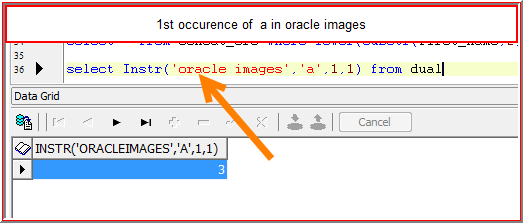 1st occurence of a in oracle images
35
36 select Instr('oracle images','a',1,1) from dual
Data Grid
Cancel
INSTR('ORACLEIMAGES','A',1,1)
3